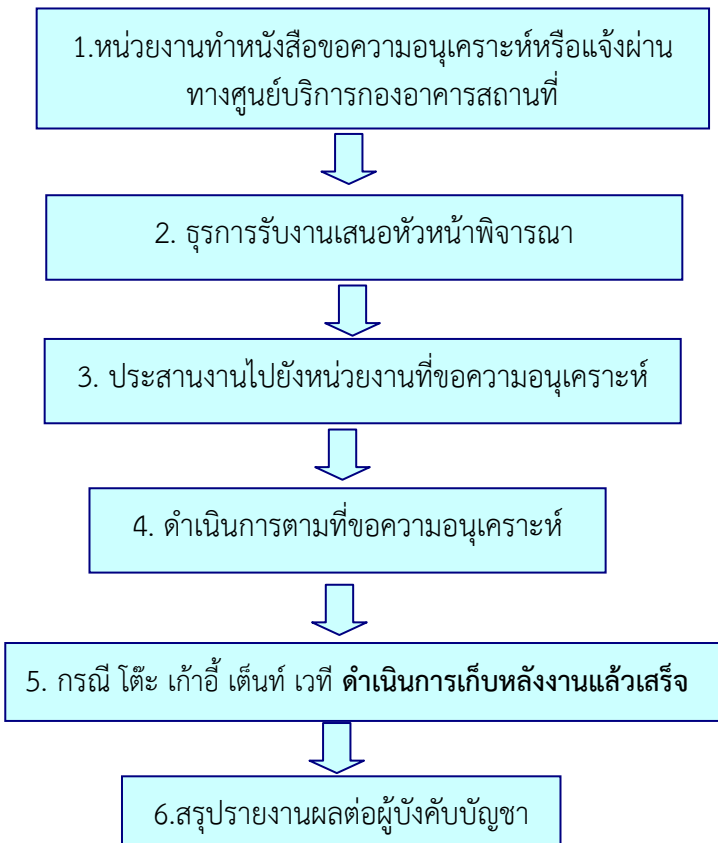 1.หน่วยงานทำหนังสือขอความอนุเคราะห์หรือแจ้งผ่าน
ทางศูนย์บริการกองอาคารสถานที่
2. ธุรการรับงานเสนอหัวหน้าพิจารณา
3. ประสานงานไปยังหน่วยงานที่ขอความอนุเคราะห์
4. ดำเนินการตามที่ขอความอนุเคราะห์
5. กรณี โต๊ะ เก้าอี้ เต็นท์ เวที ดำเนินการเก็บหลังงานแล้วเสร็จ
6.สรุปรายงานผลต่อผู้บังคับบัญชา